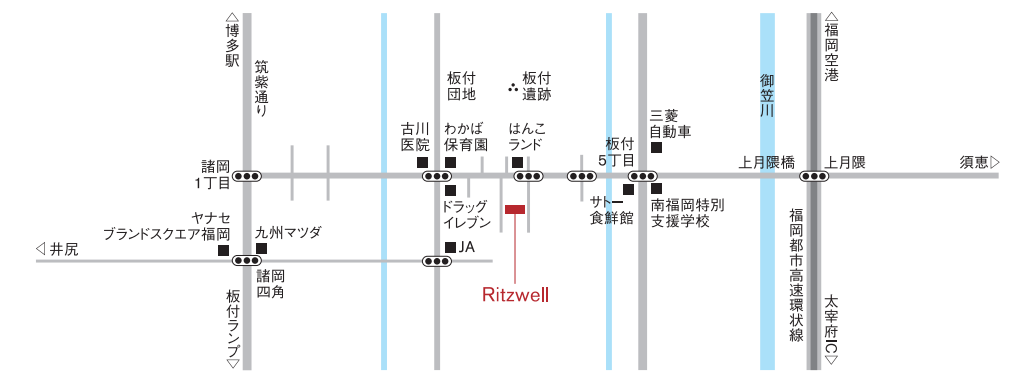 博多駅
筑紫通り
板付
団地
板付
遺跡
御笠川
福岡空港
古川
医院
わかば
保育園
はんこ
ランド
板付
5丁目
三菱
自動車
諸岡
1丁目
上月隈橋
上月隈
須恵
ドラッグ
イレブン
サトー
食鮮館
南福岡特別
支援学校
ヤナセ
ブランドスクエア福岡
九州マツダ
井尻
JA
諸岡
四角
板付ランプ
Ritzwell
福岡都市高速環状線
太宰府IC